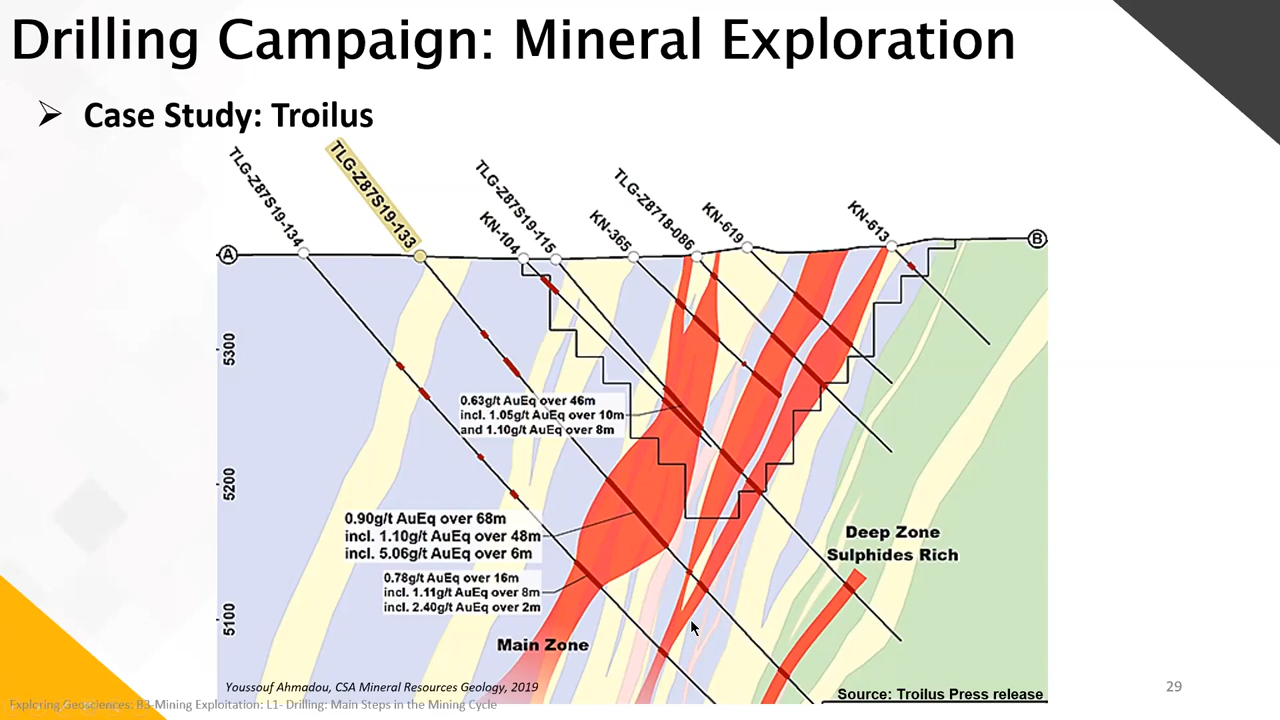 Drilling Campaign: Mineral Exploration
Case Study: Troilus
TLG-Z87S19-134
TLG-Z87S19-133
KN-104
TLG-Z87S19-115
KN-365
TLG-Z8718-086
KN-619
KN-613
A
B
5300
5200
5100
0.63g/t AuEq over 46m
incl. 1.05g/t AuEq over 10m
and 1.10g/t AuEq over 8m
0.90g/t AuEq over 68m
incl. 1.10g/t AuEq over 48m
incl. 5.06g/t AuEq over 6m
0.78g/t AuEq over 16m
incl. 1.11g/t AuEq over 8m
incl. 2.40g/t AuEq over 2m
Deep Zone
Sulphides Rich
Main Zone
Youssouf Ahmadou, CSA Mineral Resources Geology, 2019
Source: Troilus Press release
29
Exploring Geosciences: B3-Mining Exploitation: L1- Drilling: Main Steps in the Mining Cycle